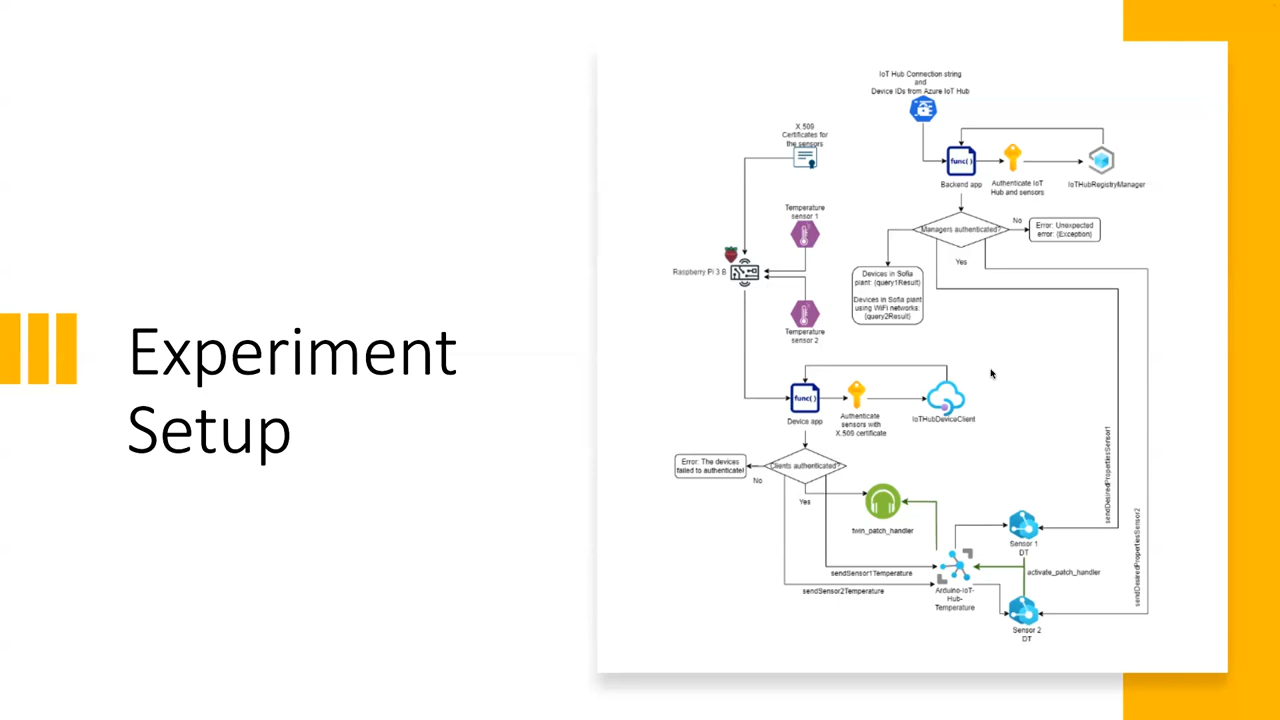 Experiment
Setup
IoT Hub Connection string
and
Device IDs from Azure IoT Hub
X.509
Certificates for
the sensors
func()
Backend app
Authenticate IoT
Hub and sensors
IoTHubRegistryManager
Temperature
sensor 1
Managers authenticated?
No
Error: Unexpected
error: {Exception}
Yes
Raspberry Pi 3 B
Devices in Sofia
plant: {query1Result}
Devices in Sofia plant
using WiFi networks:
{query2Result}
Temperature
sensor 2
func()
Device app
Authenticate
sensors with
X.509 certificate
IoTHubDeviceClient
Error: The devices
failed to authenticate!
Clients authenticated?
No
Yes
twin_patch_handler
sendDesiredPropertiesSensor1
sendDesiredPropertiesSensor2
Sensor 1
DT
sendSensor1Temperature
activate_patch_handler
sendSensor2Temperature
Arduino-IoT-
Hub-
Temperature
Sensor 2
DT